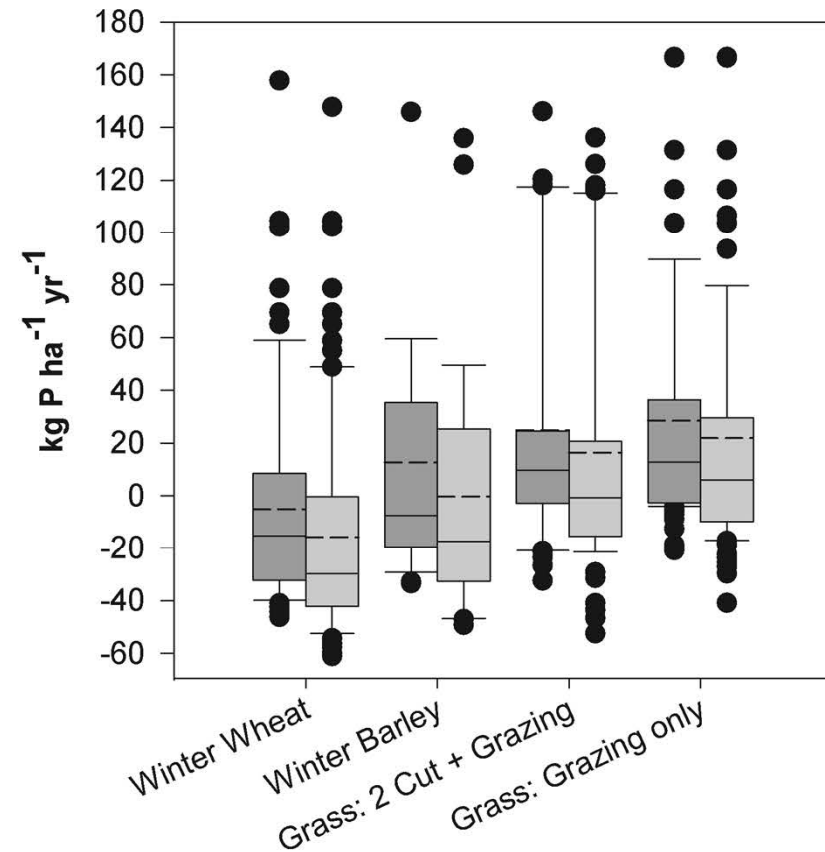 180
160
140
120
100
80
60
40
20
0
-20
-40
-60
kg P ha⁻¹ yr⁻¹
Winter Wheat
Winter Barley
Grass: 2 Cut + Grazing
Grass: Grazing only